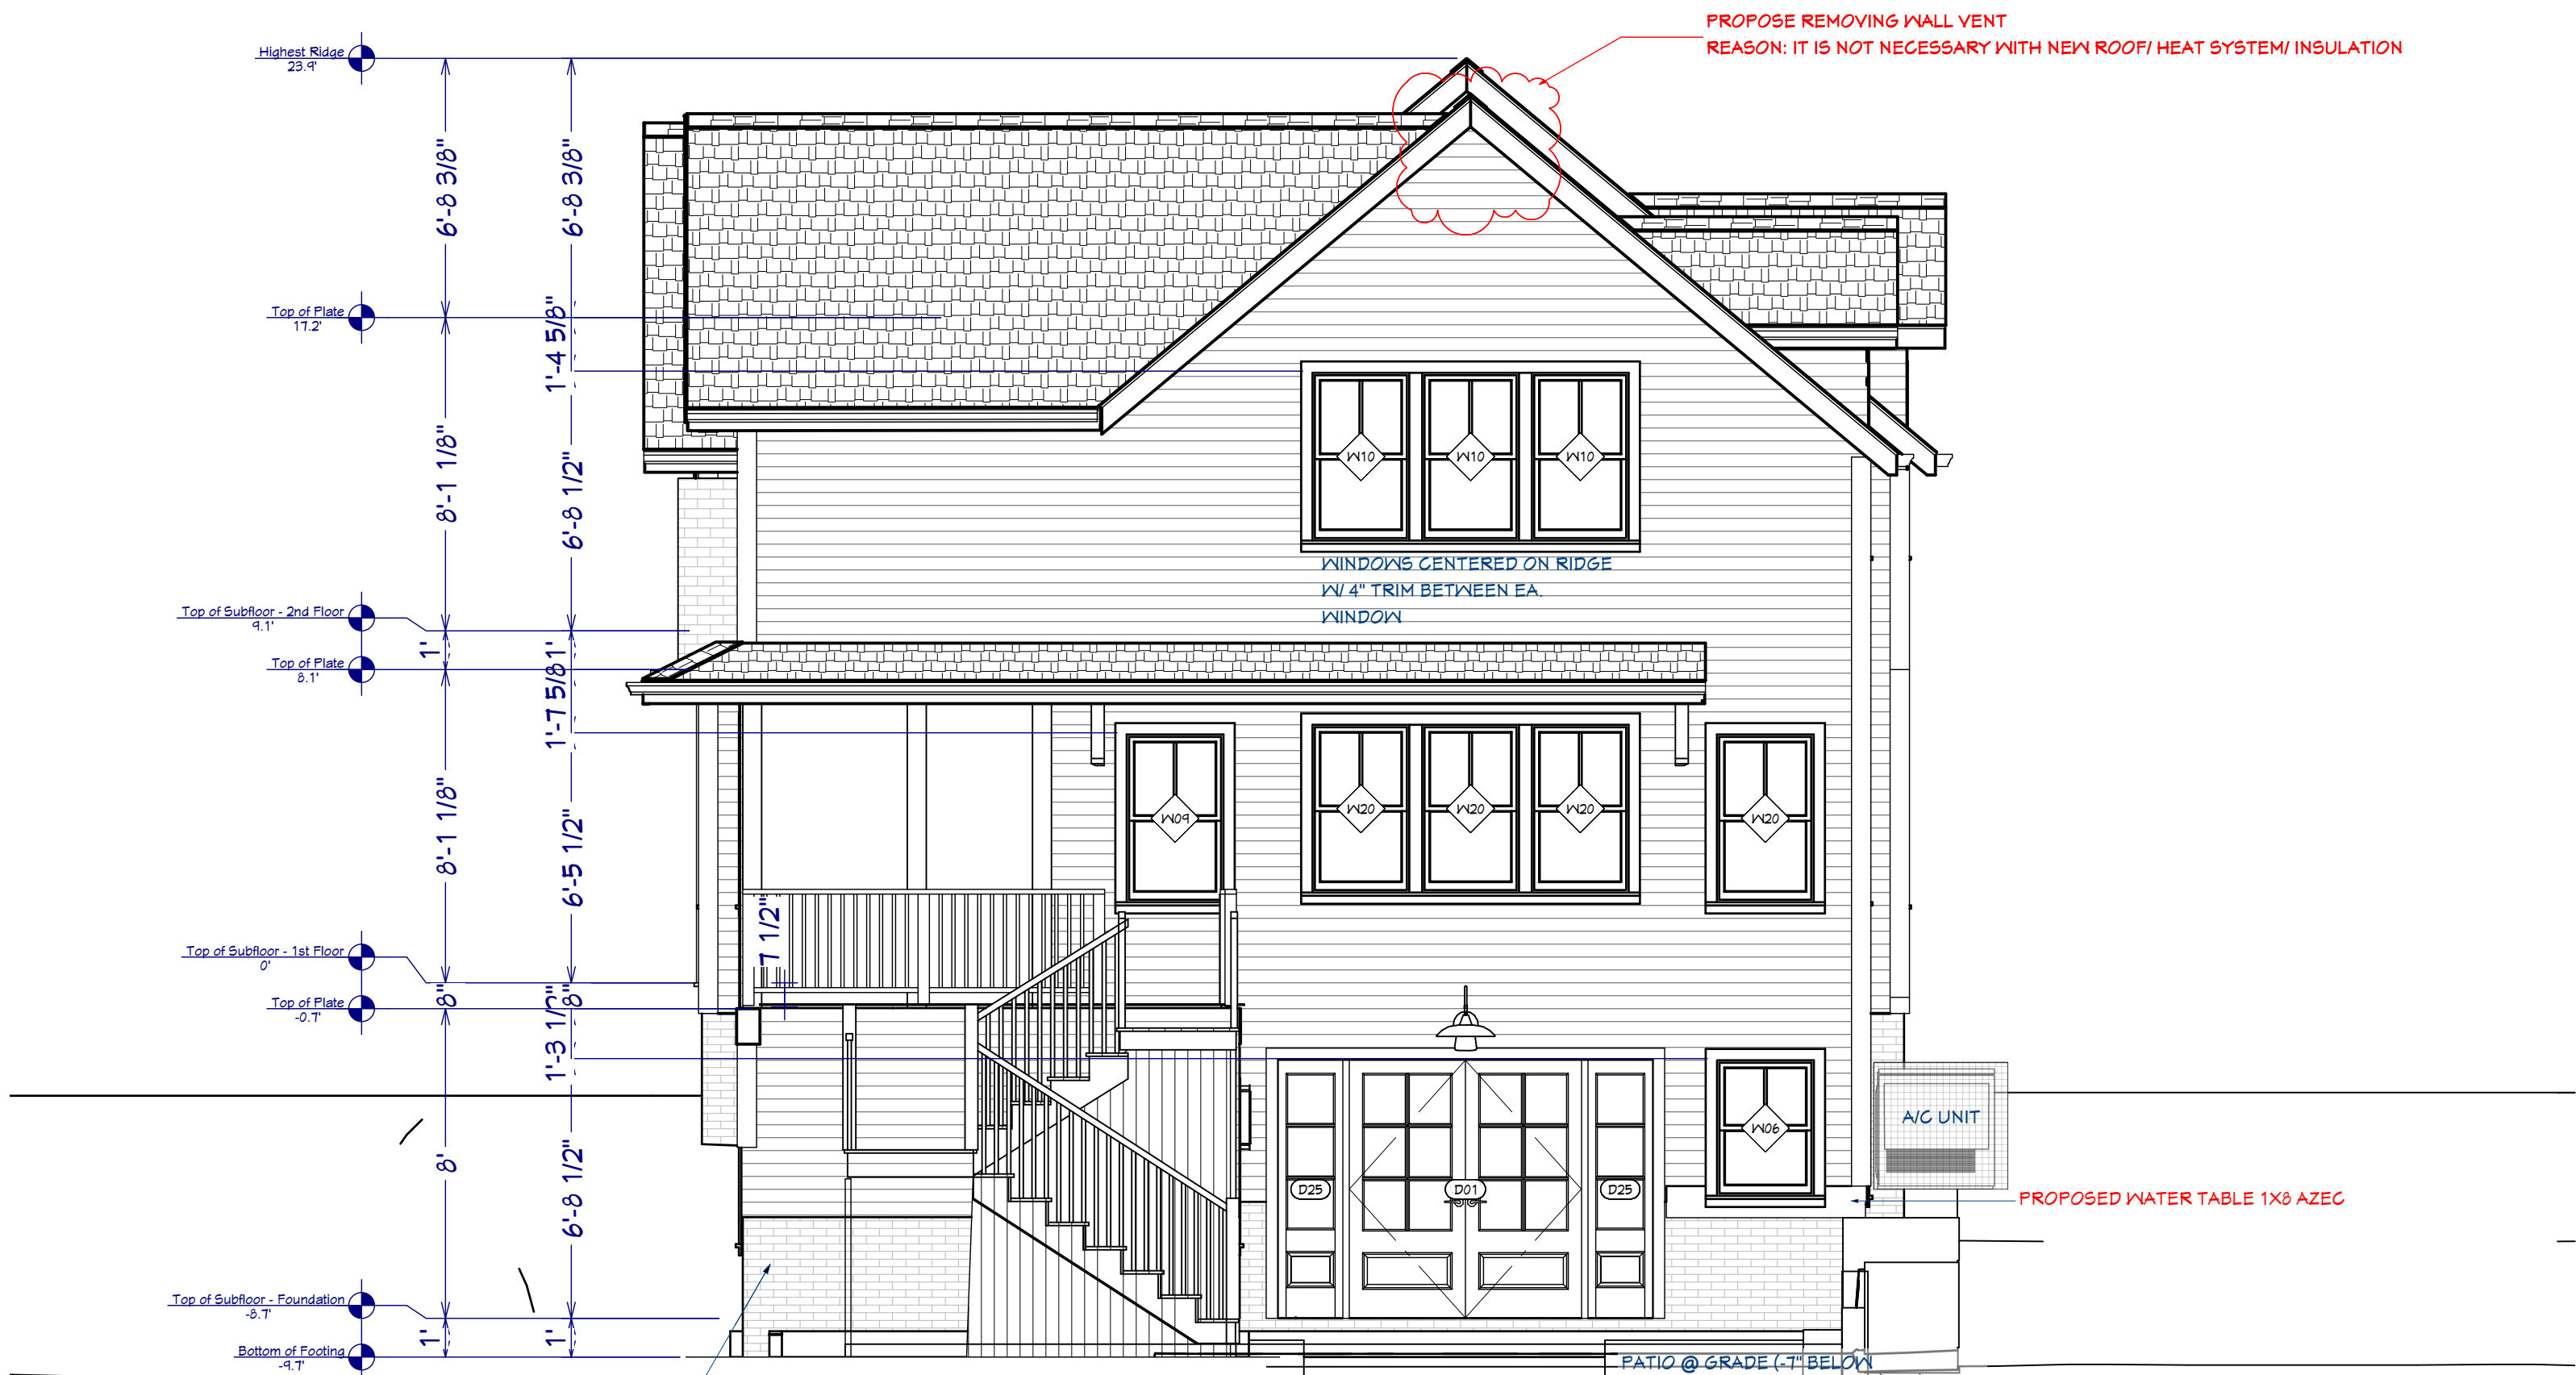 PROPOSE REMOVING WALL VENT
REASON: IT IS NOT NECESSARY WITH NEW ROOF/ HEAT SYSTEM/ INSULATION
Highest Ridge
23.9'
6'-8 3/8"
6'-8 3/8"
Top of Plate
17.2'
1'-4 5/8"
8'-1 1/8"
6'-8 1/2"
W10
W10
W10
WINDOWS CENTERED ON RIDGE
W/ 4" TRIM BETWEEN EA.
WINDOW
Top of Subfloor - 2nd Floor
9.1'
1'
1'
Top of Plate
8.1'
1'-7 5/8
8'-1 1/8"
6'-5 1/2"
W09
W20
W20
W20
W20
7 1/2"
Top of Subfloor - 1st Floor
0'
8"
8"
Top of Plate
-0.7'
1'-3 1/2"
8'
6'-8 1/2"
W06
A/C UNIT
D25
D01
D25
PROPOSED WATER TABLE 1X8 AZEC
Top of Subfloor - Foundation
-8.7'
1'
1'
Bottom of Footing
-9.7'
PATIO @ GRADE (-7" BELOW